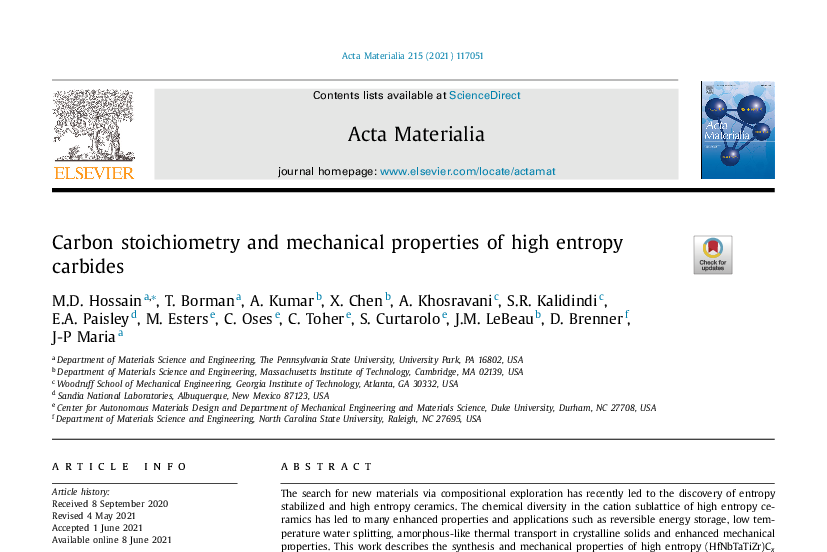 Acta Materialia 215 (2021) 117051
Contents lists available at ScienceDirect
Acta Materialia
journal homepage: www.elsevier.com/locate/actamat
ELSEVIER
Acta
Materialia
Carbon stoichiometry and mechanical properties of high entropy
carbides
Check for
updates
M.D. Hossain a,*, T. Borman a, A. Kumar b, X. Chen b, A. Khosravani c, S.R. Kalidindi c,
E.A. Paisley d, M. Esters e, C. Oses e, C. Toher e, S. Curtarolo e, J.M. LeBeau b, D. Brenner f,
J-P Maria a
a Department of Materials Science and Engineering, The Pennsylvania State University, University Park, PA 16802, USA
b Department of Materials Science and Engineering, Massachusetts Institute of Technology, Cambridge, MA 02139, USA
c Woodruff School of Mechanical Engineering, Georgia Institute of Technology, Atlanta, GA 30332, USA
d Sandia National Laboratories, Albuquerque, New Mexico 87123, USA
e Center for Autonomous Materials Design and Department of Mechanical Engineering and Materials Science, Duke University, Durham, NC 27708, USA
f Department of Materials Science and Engineering, North Carolina State University, Raleigh, NC 27695, USA
ARTICLE INFO
Article history:
Received 8 September 2020
Revised 4 May 2021
Accepted 1 June 2021
Available online 8 June 2021
ABSTRACT
The search for new materials via compositional exploration has recently led to the discovery of entropy
stabilized and high entropy ceramics. The chemical diversity in the cation sublattice of high entropy ce-
ramics has led to many enhanced properties and applications such as reversible energy storage, low tem-
perature water splitting, amorphous-like thermal transport in crystalline solids and enhanced mechanical
properties. This work describes the synthesis and mechanical properties of high entropy (HfNbTaTiZr)Cx